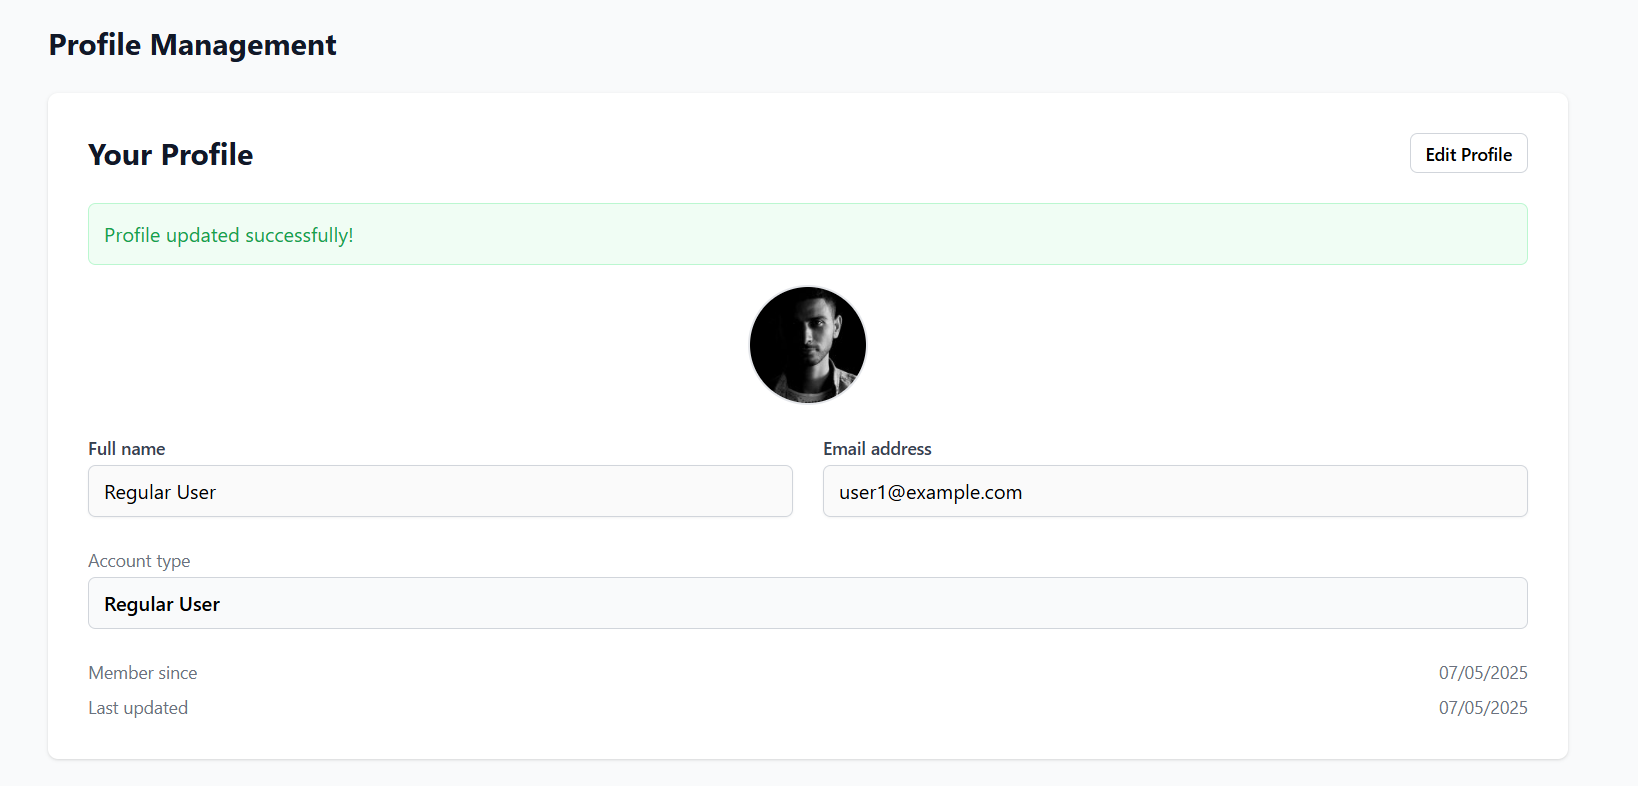 Profile Management
Your Profile
Edit Profile
Profile updated successfully!
Full name
Email address
Regular User
user1@example.com
Account type
Regular User
Member since
07/05/2025
Last updated
07/05/2025